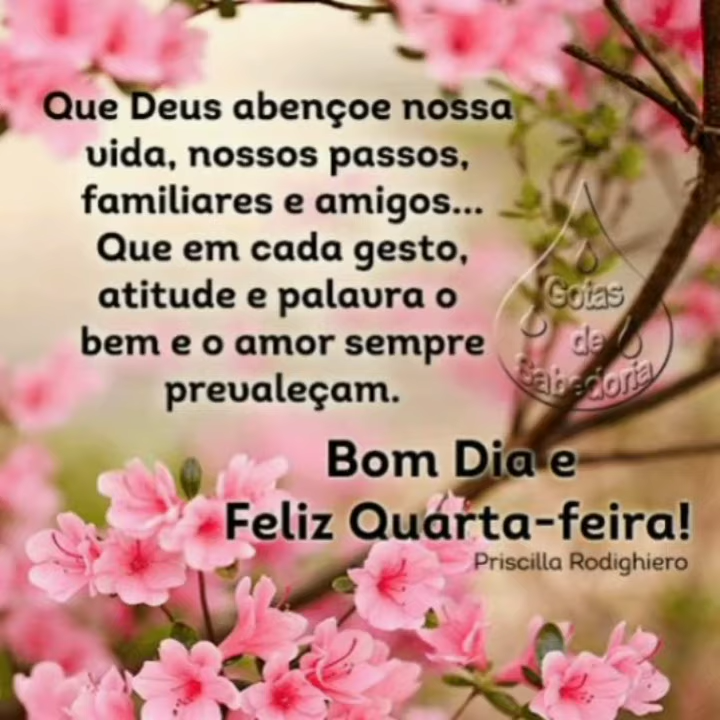 Que Deus abençoe nossa
vida, nossos passos,
familiares e amigos...
Que em cada gesto,
atitude e palavra o
bem e o amor sempre
prevaleçam.
Gotas
de
Sabedoria
Bom Dia e
Feliz Quarta-feira!
Priscilla Rodighiero